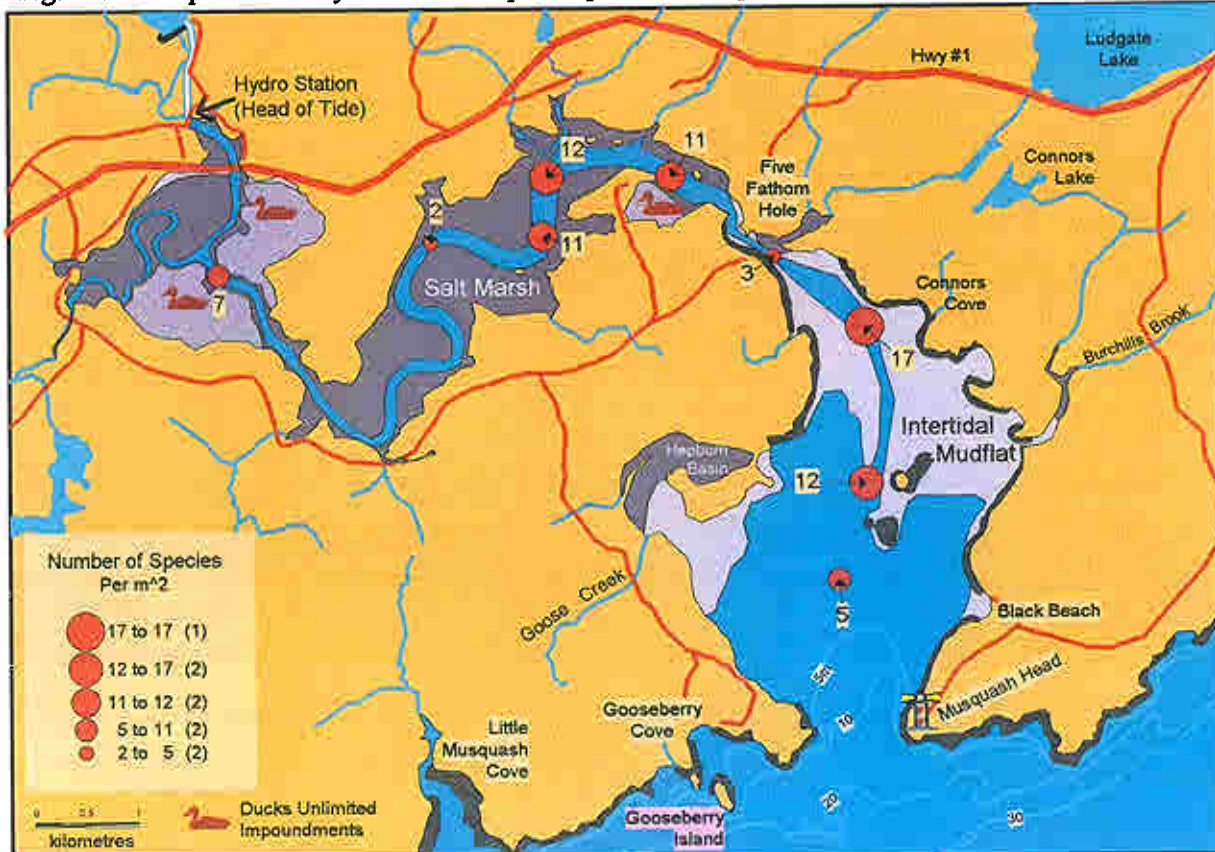 Hwy #1
Ludgate
Lake
Hydro Station
(Head of Tide)
12
11
Five
Fathom
Hole
Connors
Lake
2
11
Salt Marsh
7
3
Connors
Cove
17
Burchills Brook
Intertidal
Mudflat
Hepburn
Basin
12
5
Goose Creek
Black Beach
Musquash Head
Gooseberry
Cove
Little
Musquash
Cove
Gooseberry
Island
5m
10
20
30
Number of Species
Per m^2
17 to 17 (1)
12 to 17 (2)
11 to 12 (2)
5 to 11 (2)
2 to 5 (2)
0 0.5 1
kilometres
Ducks Unlimited
Impoundments